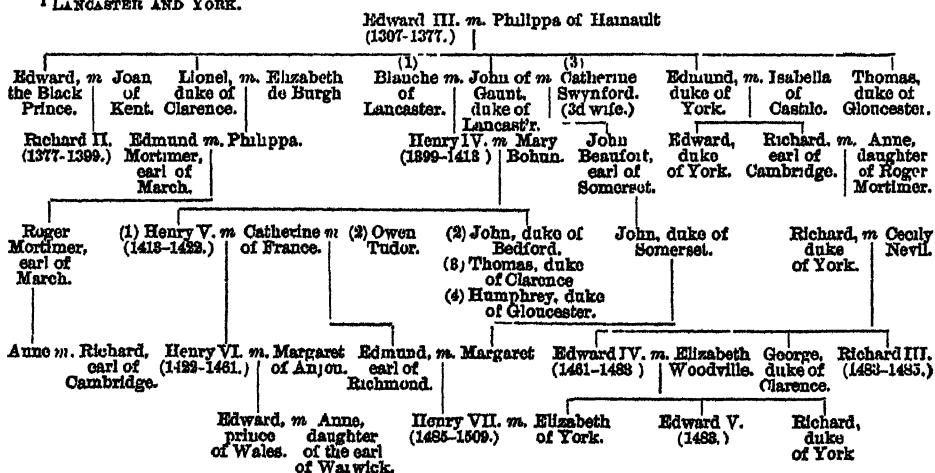 ¹ LANCASTER AND YORK.
Edward III. m. Philippa of Hainault
(1307-1377.)
Edward, m Joan
the Black of
Prince. Kent.
Lionel, m. Elizabeth
duke of de Burgh
Clarence.
(1)
Blanche m. John of m
of Gaunt,
Lancaster. duke of
Lancast'r.
(3)
Catherine
Swynford.
(3d wife.)
Edmund, m. Isabella
duke of of
York. Castile.
Thomas,
duke of
Gloucester.
Richard II.
(1377-1399.)
Edmund m. Philippa.
Mortimer,
earl of
March.
Henry IV. m Mary
(1399-1413) Bohun.
John
Beaufort,
earl of
Somerset.
Edward,
duke
of York.
Richard, m. Anne,
earl of daughter
Cambridge. of Roger
Mortimer.
Roger
Mortimer,
earl of
March.
(1) Henry V. m Catherine m (2) Owen
(1413-1422.) of France. Tudor.
(2) John, duke of
Bedford.
(3) Thomas, duke
of Clarence
(4) Humphrey, duke
of Gloucester.
John, duke of
Somerset.
Richard, m Cecily
duke Nevil.
of York.
Anne m. Richard,
earl of
Cambridge.
Henry VI. m. Margaret
(1422-1461.) of Anjou.
Edmund, m. Margaret
earl of
Richmond.
Edward IV. m. Elizabeth
(1461-1483) Woodville.
George,
duke of
Clarence.
Richard III.
(1483-1485.)
Edward, m Anne,
prince daughter
of Wales. of the earl
of Warwick.
Henry VII. m. Elizabeth
(1485-1509.) of York.
Edward V.
(1483.)
Richard,
duke
of York